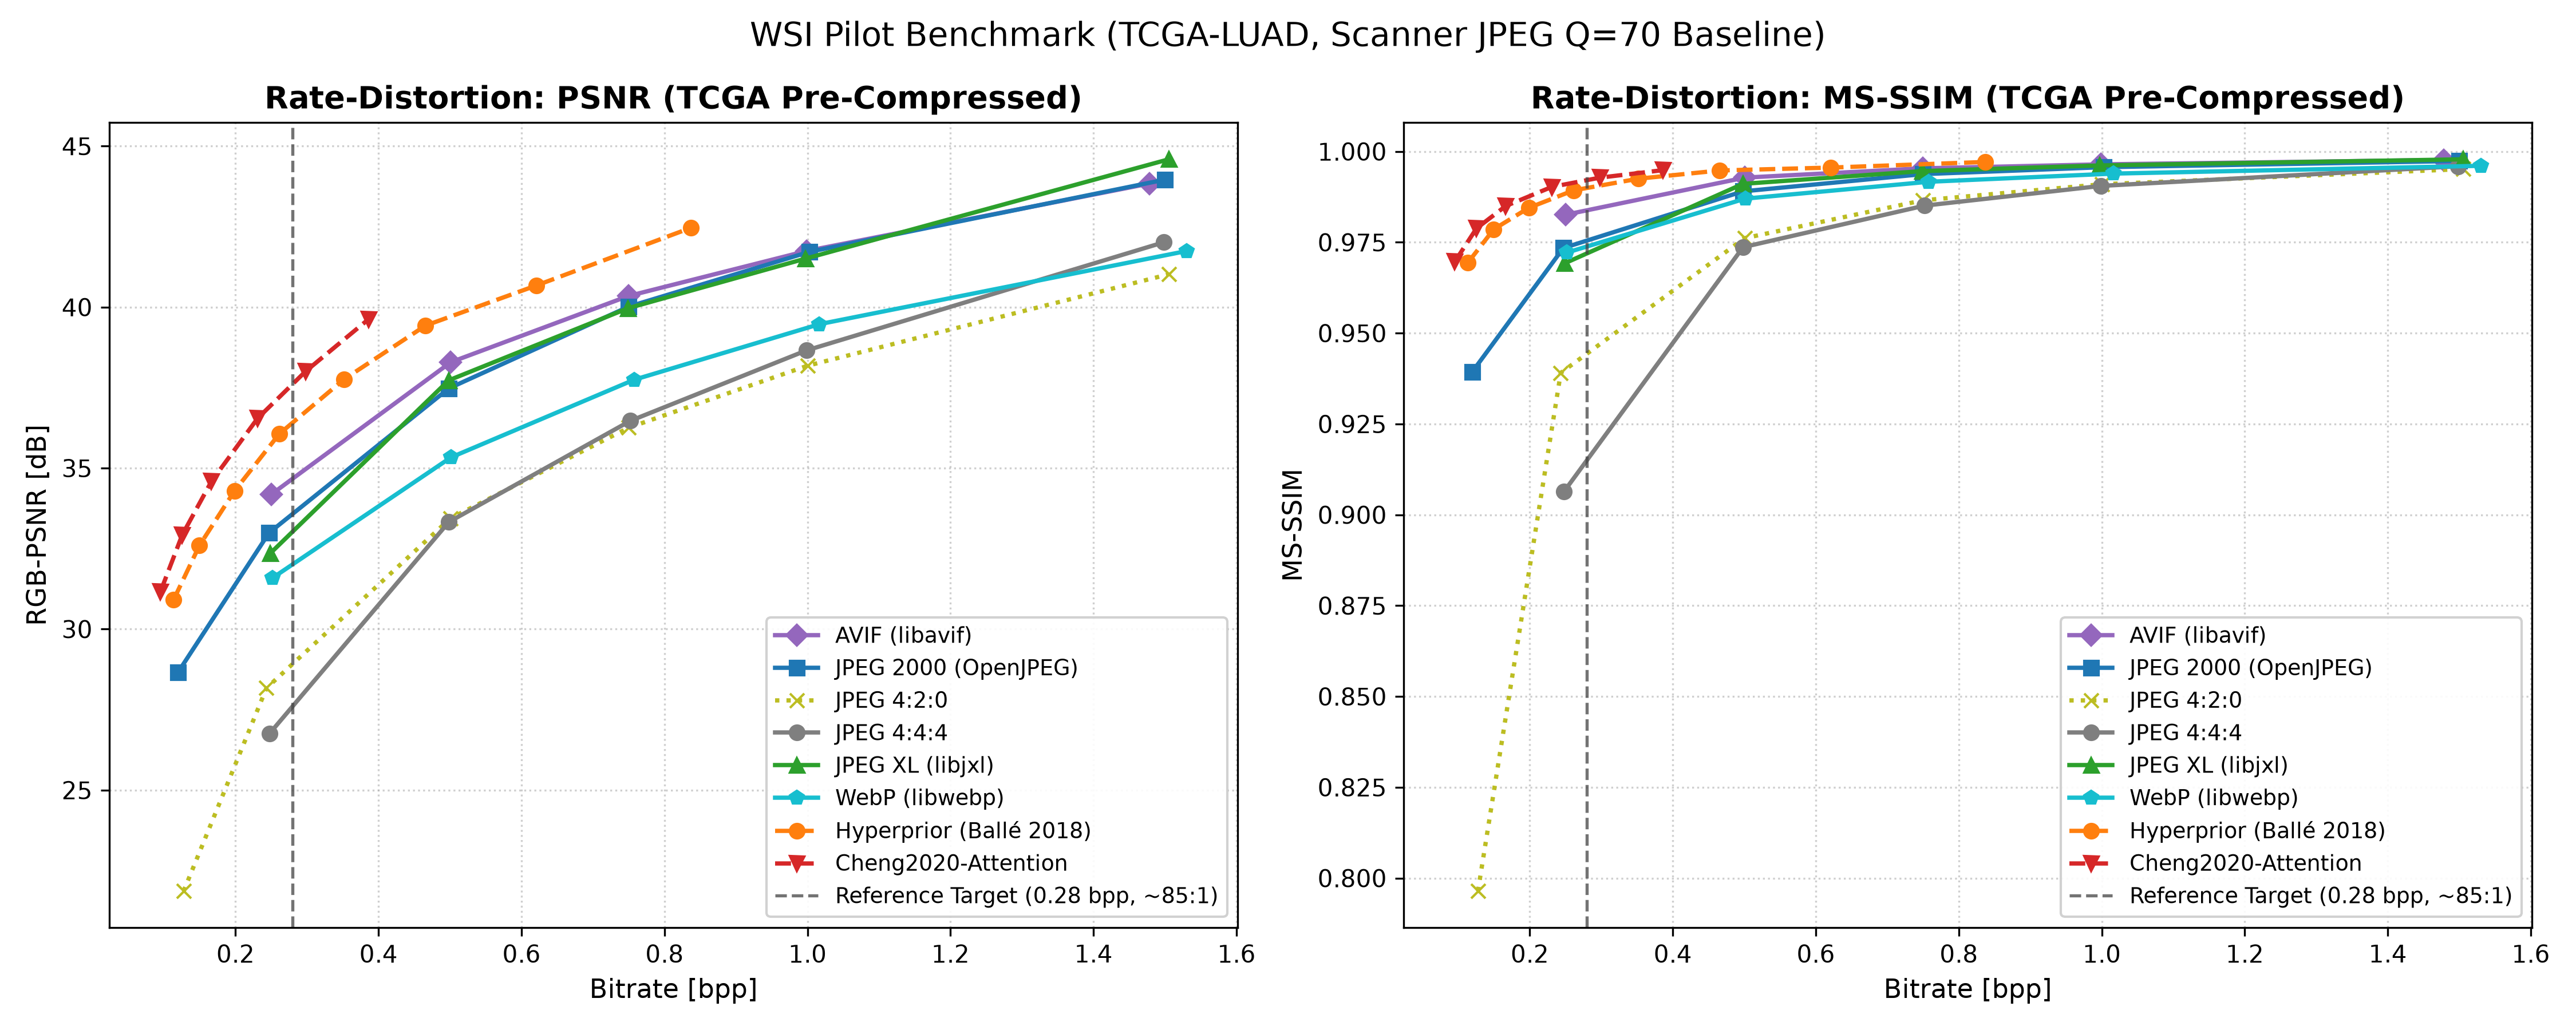 WSI Pilot Benchmark (TCGA-LUAD, Scanner JPEG Q=70 Baseline)
Rate-Distortion: PSNR (TCGA Pre-Compressed)
RGB-PSNR [dB]
45
40
35
30
25
0.2 0.4 0.6 0.8 1.0 1.2 1.4 1.6
Bitrate [bpp]
AVIF (libavif)
JPEG 2000 (OpenJPEG)
JPEG 4:2:0
JPEG 4:4:4
JPEG XL (libjxl)
WebP (libwebp)
Hyperprior (Ballé 2018)
Cheng2020-Attention
Reference Target (0.28 bpp, ~85:1)
Rate-Distortion: MS-SSIM (TCGA Pre-Compressed)
MS-SSIM
1.000
0.975
0.950
0.925
0.900
0.875
0.850
0.825
0.800
0.2 0.4 0.6 0.8 1.0 1.2 1.4 1.6
Bitrate [bpp]
AVIF (libavif)
JPEG 2000 (OpenJPEG)
JPEG 4:2:0
JPEG 4:4:4
JPEG XL (libjxl)
WebP (libwebp)
Hyperprior (Ballé 2018)
Cheng2020-Attention
Reference Target (0.28 bpp, ~85:1)